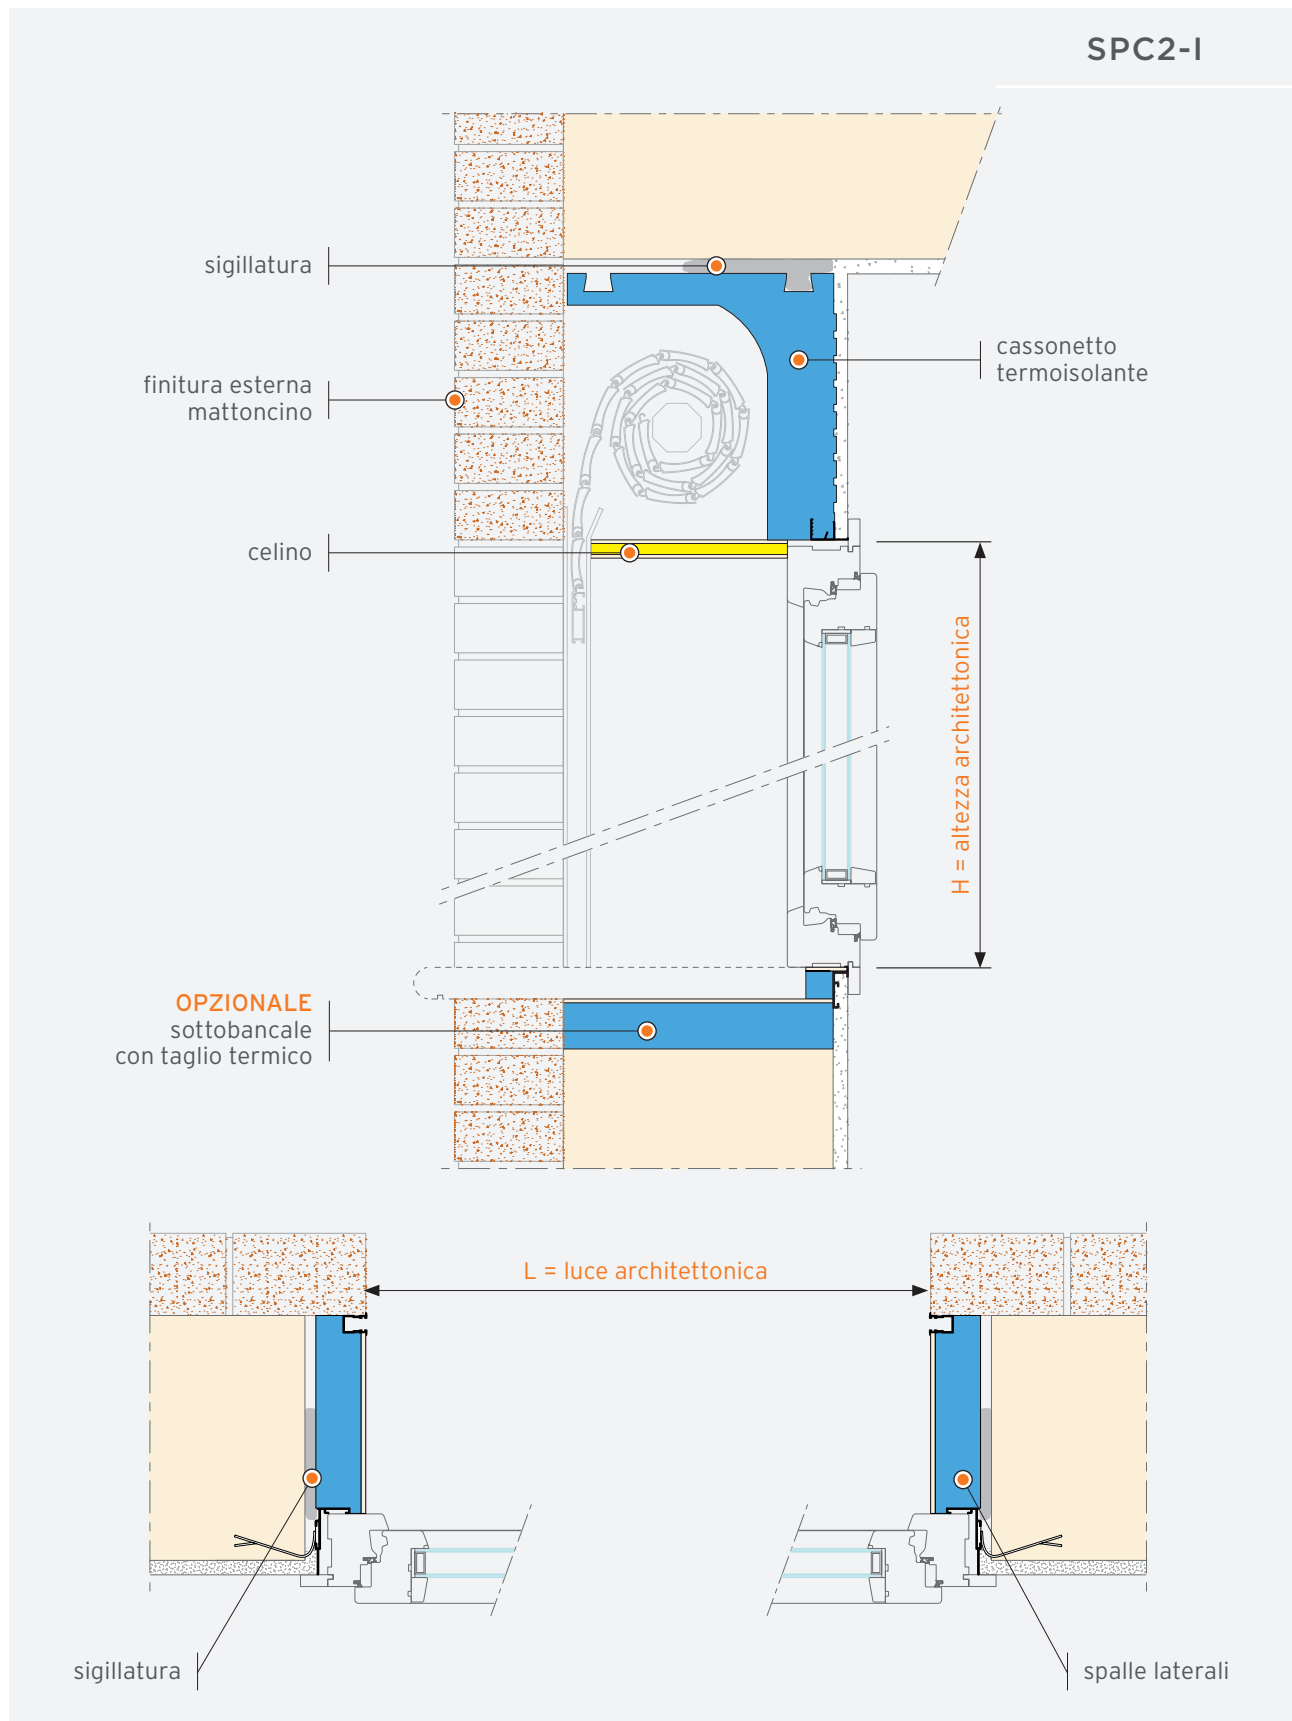 SPC2-I
sigillatura
cassonetto
termoisolante
finitura esterna
mattoncino
celino
H = altezza architettonica
OPZIONALE
sottobancale
con taglio termico
L = luce architettonica
sigillatura
spalle laterali